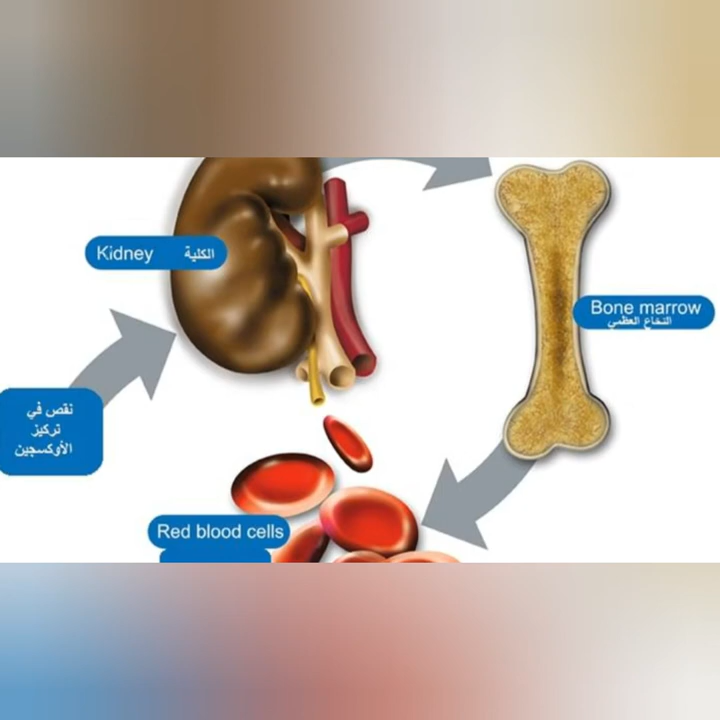 Kidney الكلية
Bone marrow
النخاع العظمي
نقص في
تركيز
الأوكسجين
Red blood cells